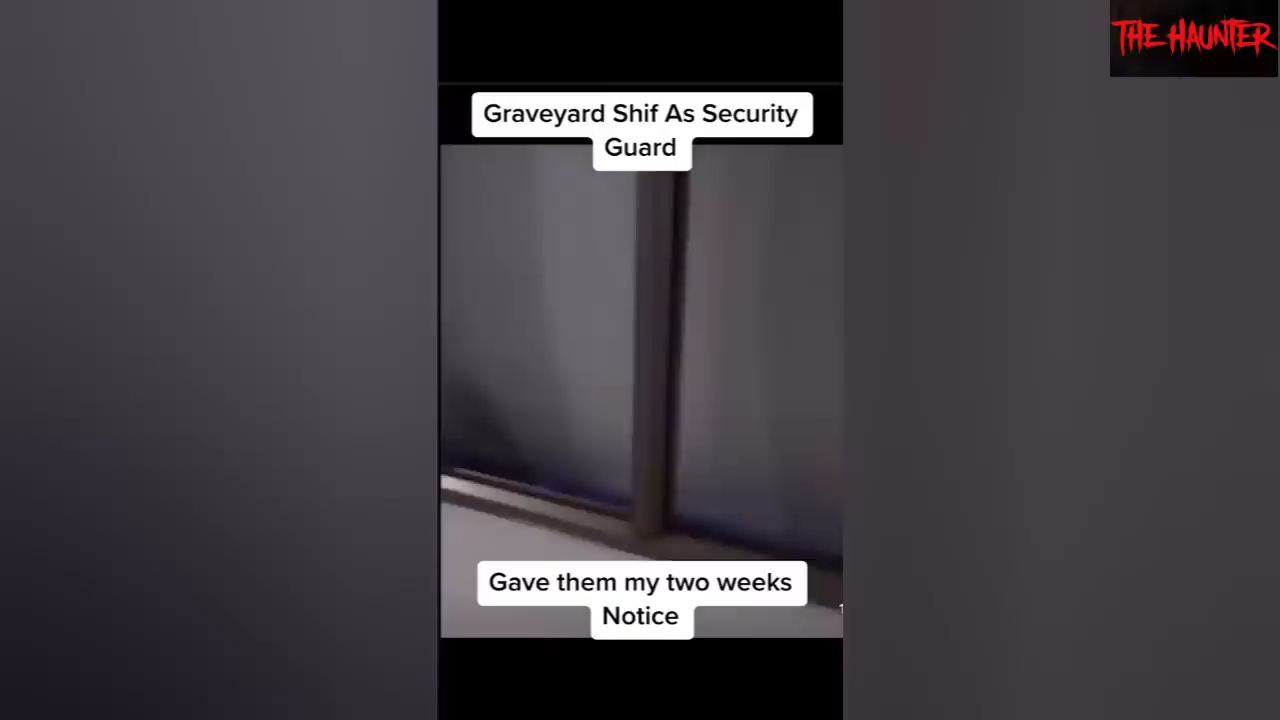 THE HAUNTER
Graveyard Shif As Security
Guard
Gave them my two weeks
Notice